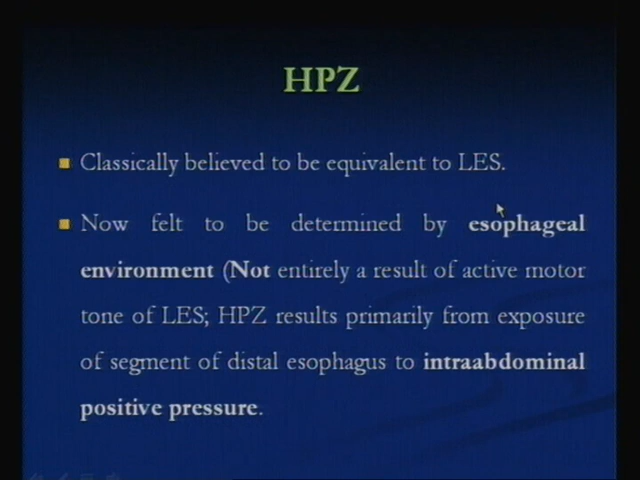 HPZ
Classically believed to be equivalent to LES.
Now felt to be determined by esophageal
environment (Not entirely a result of active motor
tone of LES; HPZ results primarily from exposure
of segment of distal esophagus to intraabdominal
positive pressure.